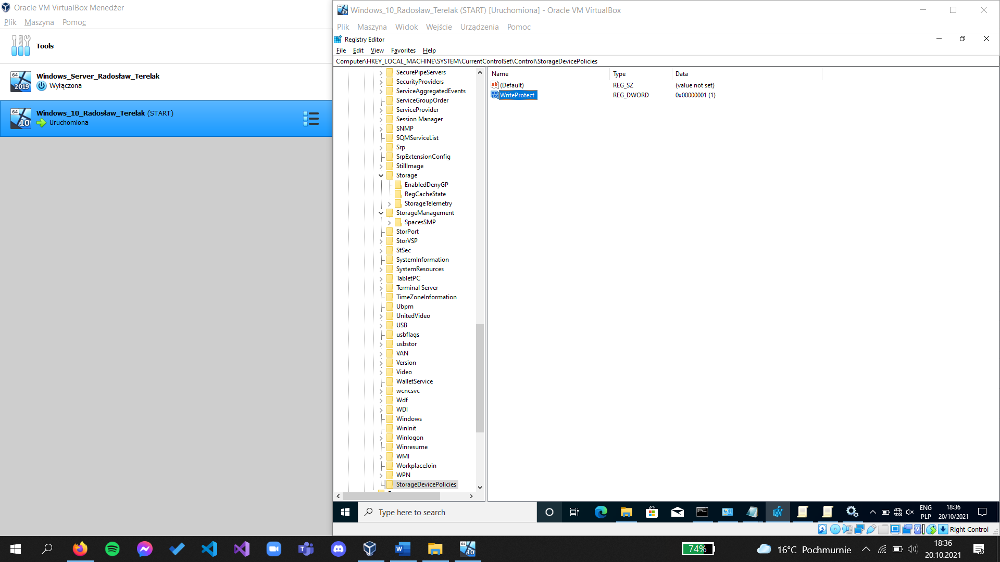 Oracle VM VirtualBox Menedżer
Plik Maszyna Pomoc
Tools
64 2019 Windows_Server_Radosław_Terelak
Wyłączona
64 10 Windows_10_Radosław_Terelak (START)
Uruchomiona
Windows_10_Radosław_Terelak (START) [Uruchomiona] - Oracle VM VirtualBox
Plik Maszyna Widok Wejście Urządzenia Pomoc
Registry Editor
File Edit View Favorites Help
Computer\HKEY_LOCAL_MACHINE\SYSTEM\CurrentControlSet\Control\StorageDevicePolicies
SecurePipeServers
SecurityProviders
ServiceAggregatedEvents
ServiceGroupOrder
ServiceProvider
Session Manager
SNMP
SQMServiceList
Srp
SrpExtensionConfig
StillImage
Storage
EnabledDenyGP
RegCacheState
StorageTelemetry
StorageManagement
SpacesSMP
StorPort
StorVSP
StSec
SystemInformation
SystemResources
TabletPC
Terminal Server
TimeZoneInformation
Ubpm
UnitedVideo
USB
usbflags
usbstor
VAN
Version
Video
WalletService
wcncsvc
Wdf
WDI
Windows
WinInit
Winlogon
Winresume
WMI
WorkplaceJoin
WPN
StorageDevicePolicies
Name Type Data
(Default) REG_SZ (value not set)
WriteProtect REG_DWORD 0x00000001 (1)
Type here to search
ENG
PLP
18:36
20/10/2021
Right Control
74%
16°C Pochmurnie
18:36
20.10.2021